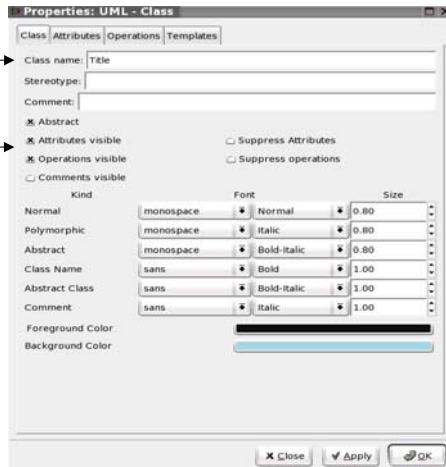 Properties: UML - Class
Class Attributes Operations Templates
Class name: Title
Stereotype:
Comment:
Abstract
Attributes visible Suppress Attributes
Operations visible Suppress operations
Comments visible
Kind Font Size
Normal monospace Normal 0.80
Polymorphic monospace Italic 0.80
Abstract monospace Bold-Italic 0.80
Class Name sans Bold 1.00
Abstract Class sans Bold-Italic 1.00
Comment sans Italic 1.00
Foreground Color
Background Color
Close Apply OK